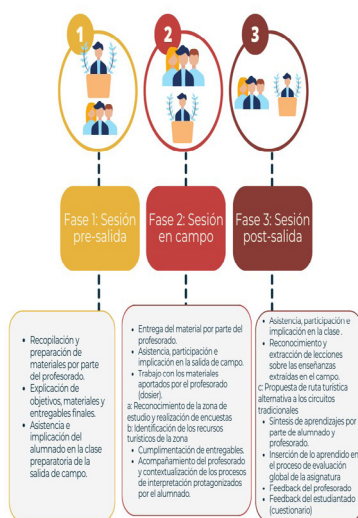 1
2
3
Fase 1: Sesión
pre-salida
Fase 2: Sesión
en campo
Fase 3: Sesión
post-salida
• Recopilación y
preparación de
materiales por parte
del profesorado.
• Explicación de
objetivos, materiales y
entregables finales.
• Asistencia e
implicación del
alumnado en la clase
preparatoria de la
salida de campo.
• Entrega del material por parte del
profesorado.
• Asistencia, participación e
implicación en la salida de campo.
• Trabajo con los materiales
aportados por el profesorado
(dosier).
a: Reconocimiento de la zona de
estudio y realización de encuestas
b: Identificación de los recursos
turísticos de la zona
• Cumplimentación de entregables.
• Acompañamiento del profesorado
y contextualización de los procesos
de interpretación protagonizados
por el alumnado.
• Asistencia, participación e
implicación en la clase.
• Reconocimiento y
extracción de lecciones
sobre las enseñanzas
extraídas en el campo.
c: Propuesta de ruta turística
alternativa a los circuitos
tradicionales
• Síntesis de aprendizajes por
parte de alumnado y
profesorado.
• Inserción de lo aprendido en
el proceso de evaluación
global de la asignatura
• Feedback del profesorado
• Feedback del estudiantado
(cuestionario)